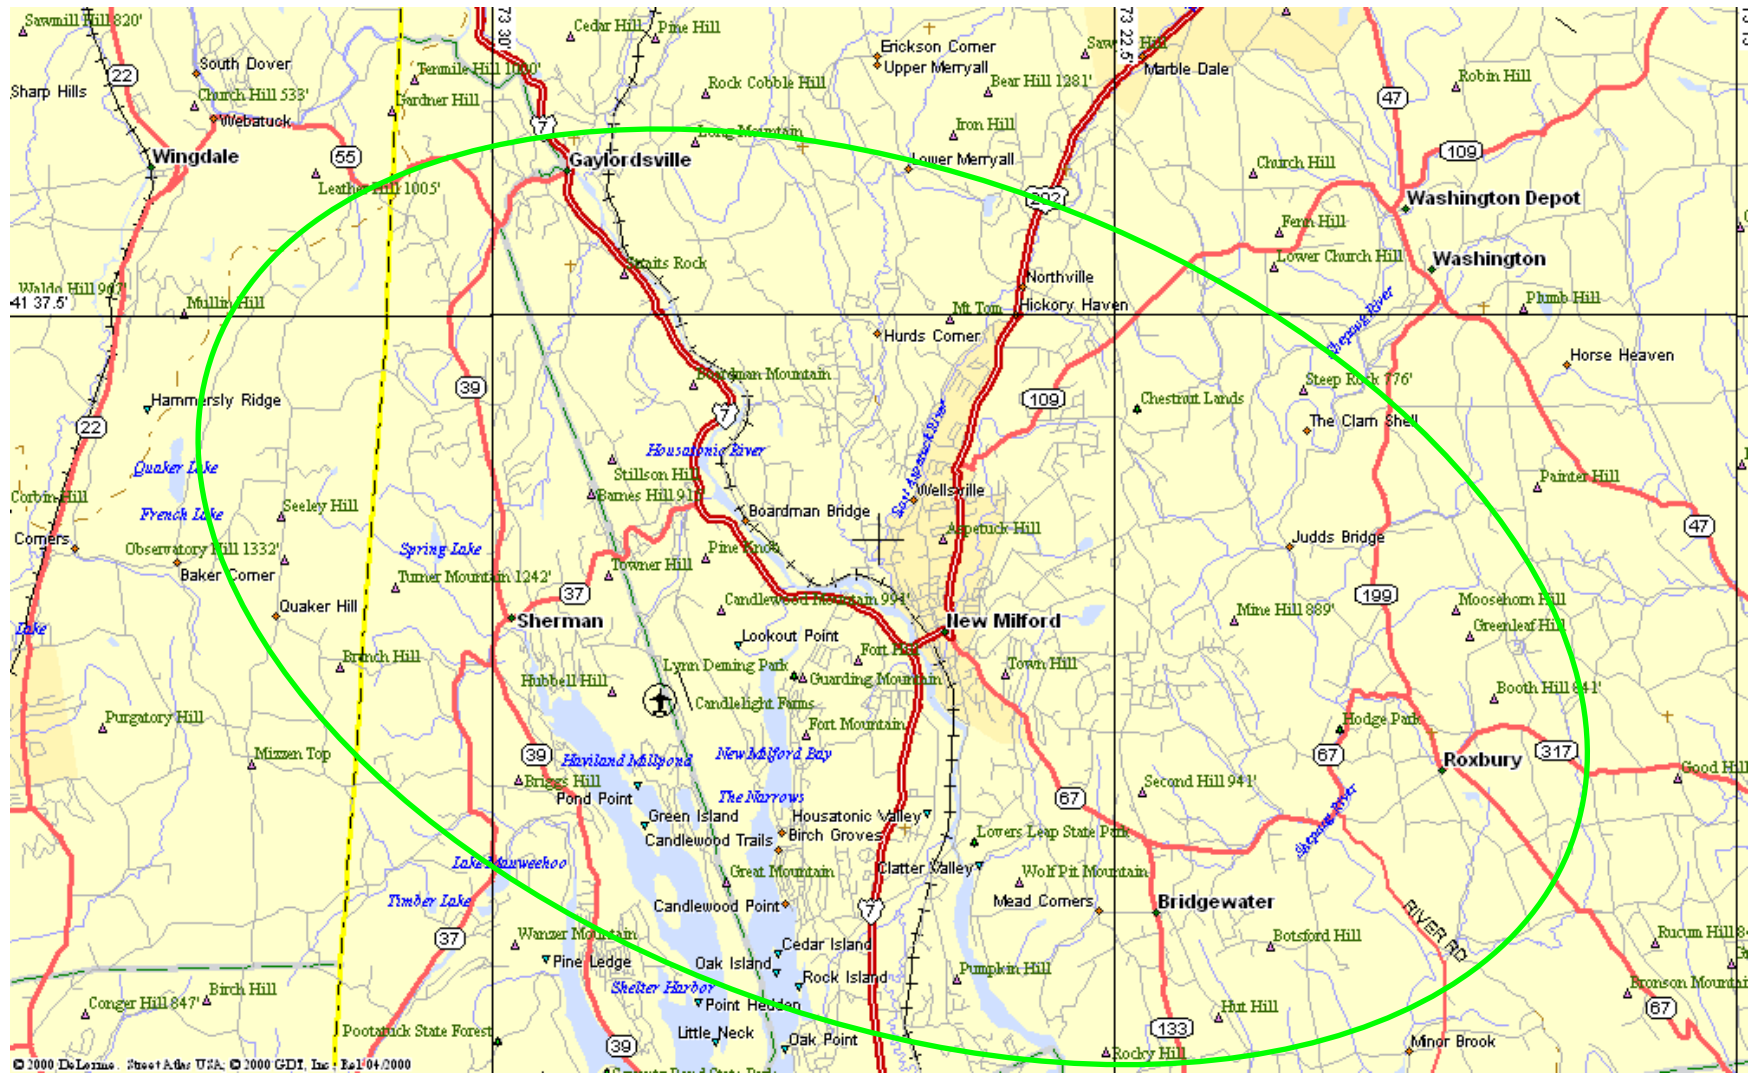 Sawmill Hill 820'
Cedar Hill
Pine Hill
73 30'
73 22.5'
Erickson Corner
Upper Merryall
Marble Dale
South Dover
22
Tenmile Hill
Sharp Hills
Church Hill 533'
Gardner Hill
Rock Cobble Hill
Bear Hill 1281'
Robin Hill
47
Webatuck
7
Long Mountain
Iron Hill
Wingdale
55
Gaylordsville
Lower Merryall
Church Hill
109
Leather Hill 1005'
202
Washington Depot
Fenn Hill
Straits Rock
Lower Church Hill
Washington
Waldo Hill 967'
41 37.5'
Mullin Hill
Northville
Hickory Haven
Mt Tom
Plumb Hill
Hurds Corner
Shepaug River
Horse Heaven
Boardman Mountain
39
Steep Rock 776'
Hammersly Ridge
22
7
109
Chestnut Lands
The Clam Shell
Housatonic River
East Aspetuck River
Quaker Lake
Stillson Hill
Painter Hill
Corbin Hill
Seeley Hill
Barnes Hill
Wellsville
French Lake
Boardman Bridge
47
Corners
Observatory Hill 1332'
Spring Lake
Pine Knob
Aspetuck Hill
Judds Bridge
Baker Corner
Turner Mountain 1242'
Towner Hill
Quaker Hill
37
Candlewood Mountain 991'
199
Moosehorn Hill
Mine Hill 889'
Lake
Sherman
New Milford
Greenleaf Hill
Lookout Point
Branch Hill
Fort Hill
Lynn Deming Park
Town Hill
Hubbell Hill
Guarding Mountain
Booth Hill 841'
Candlelight Farms
Purgatory Hill
Fort Mountain
Hodge Park
Mizzen Top
39
Haviland Millpond
New Milford Bay
67
Roxbury
317
Briggs Hill
Good Hill
Pond Point
The Narrows
67
Second Hill 941'
Green Island
Housatonic Valley
Shepaug River
Candlewood Trails
Birch Groves
Lovers Leap State Park
Lake Mauweehoo
Great Mountain
Clatter Valley
Wolf Pit Mountain
Timber Lake
Candlewood Point
7
Mead Corners
Bridgewater
37
Wanzer Mountain
Cedar Island
Botsford Hill
RIVER RD
Rucum Hill
Pine Ledge
Oak Island
Rock Island
Pumpkin Hill
Conger Hill 847'
Birch Hill
Shelter Harbor
Point Hedden
Hut Hill
Bronson Mountain
67
Pootatuck State Forest
Little Neck
Oak Point
133
39
Rocky Hill
Minor Brook
© 2000 DeLorme. Street Atlas USA; © 2000 GDT, Inc., Rel 04/2000